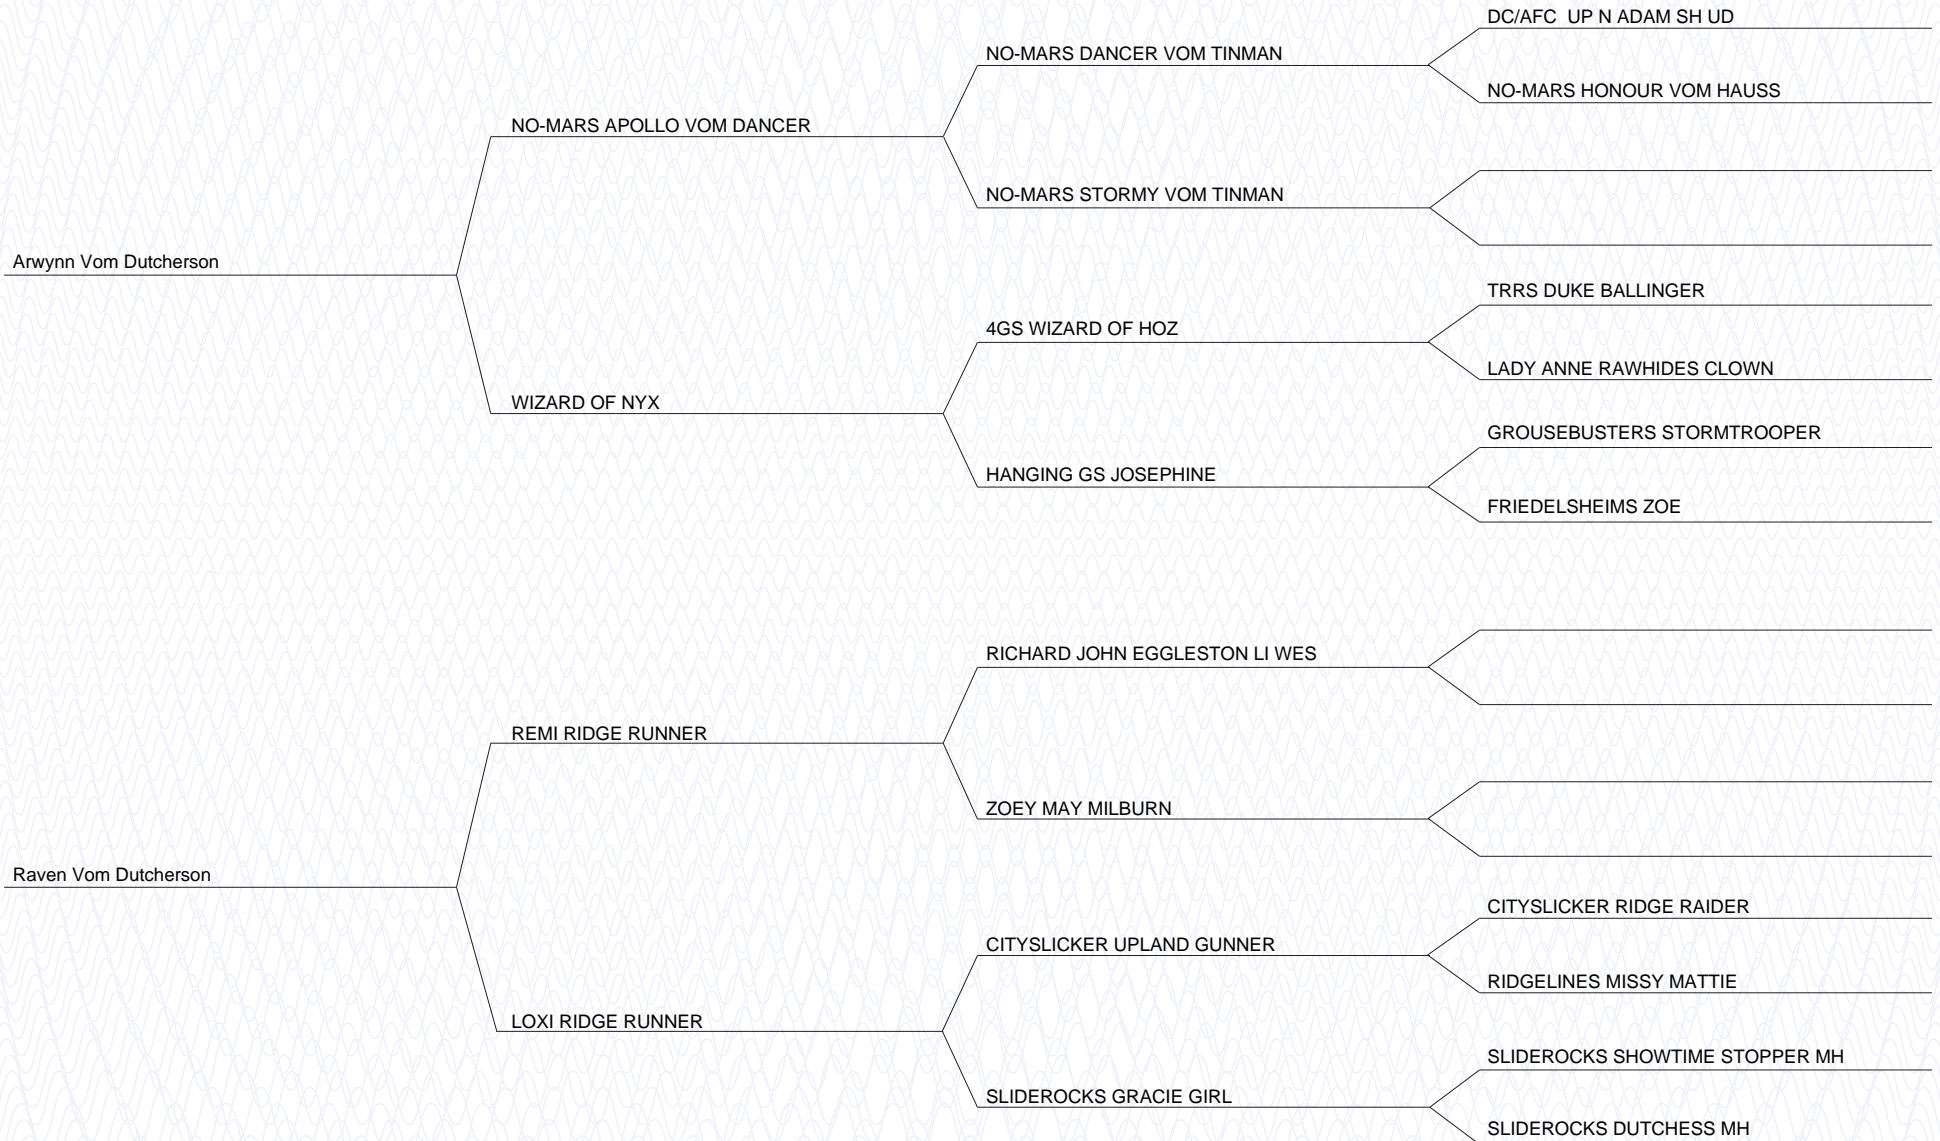 DC/AFC  UP N ADAM SH UD
NO-MARS DANCER VOM TINMAN
NO-MARS HONOUR VOM HAUSS
NO-MARS APOLLO VOM DANCER
NO-MARS STORMY VOM TINMAN
Arwynn Vom Dutcherson
TRRS DUKE BALLINGER
4GS WIZARD OF HOZ
LADY ANNE RAWHIDES CLOWN
WIZARD OF NYX
GROUSEBUSTERS STORMTROOPER
HANGING GS JOSEPHINE
FRIEDELSHEIMS ZOE
RICHARD JOHN EGGLESTON LI WES
REMI RIDGE RUNNER
ZOEY MAY MILBURN
Raven Vom Dutcherson
CITYSLICKER RIDGE RAIDER
CITYSLICKER UPLAND GUNNER
RIDGELINES MISSY MATTIE
LOXI RIDGE RUNNER
SLIDEROCKS SHOWTIME STOPPER MH
SLIDEROCKS GRACIE GIRL
SLIDEROCKS DUTCHESS MH